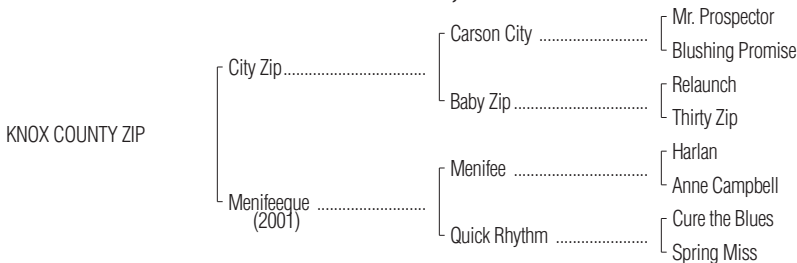 Mr. Prospector
Carson City
Blushing Promise
City Zip
Relaunch
Baby Zip
Thirty Zip
KNOX COUNTY ZIP
Harlan
Menifee
Anne Campbell
Menifeeque
(2001)
Cure the Blues
Quick Rhythm
Spring Miss